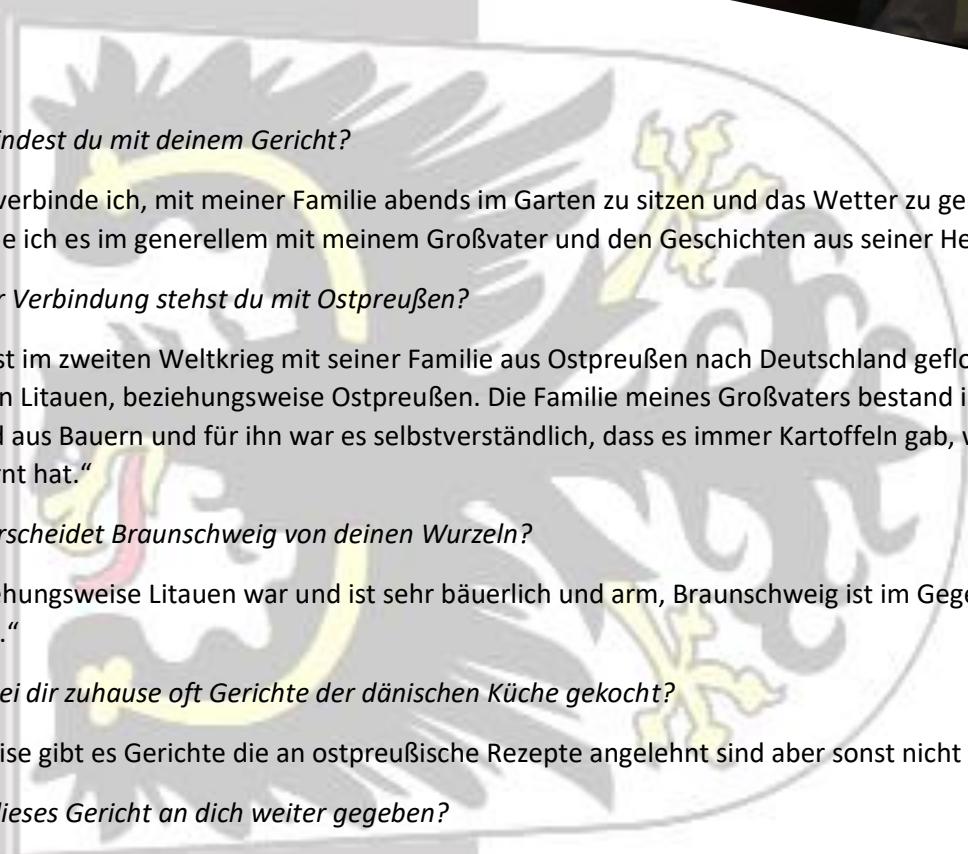 ndest du mit deinem Gericht?
verbinde ich, mit meiner Familie abends im Garten zu sitzen und das Wetter zu ge
e ich es im generellem mit meinem Großvater und den Geschichten aus seiner He
r Verbindung stehst du mit Ostpreußen?
st im zweiten Weltkrieg mit seiner Familie aus Ostpreußen nach Deutschland geflo
n Litauen, beziehungsweise Ostpreußen. Die Familie meines Großvaters bestand i
d aus Bauern und für ihn war es selbstverständlich, dass es immer Kartoffeln gab, w
rnt hat.“
rscheidet Braunschweig von deinen Wurzeln?
ehungsweise Litauen war und ist sehr bäuerlich und arm, Braunschweig ist im Gege
.“
ei dir zuhause oft Gerichte der dänischen Küche gekocht?
ise gibt es Gerichte die an ostpreußische Rezepte angelehnt sind aber sonst nicht
dieses Gericht an dich weiter gegeben?